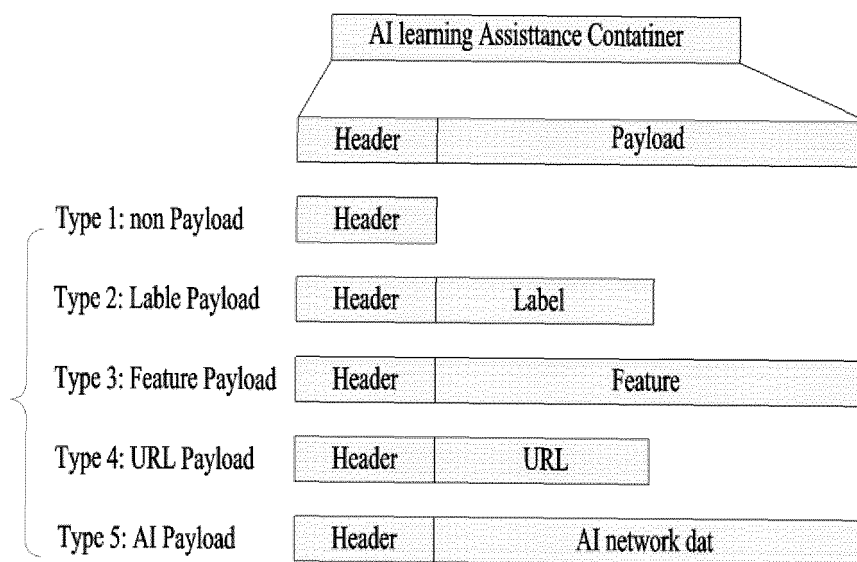 AI learning Assisttance Contatiner
Header Payload
Type 1: non Payload Header
Type 2: Lable Payload Header Label
Type 3: Feature Payload Header Feature
Type 4: URL Payload Header URL
Type 5: AI Payload Header AI network dat